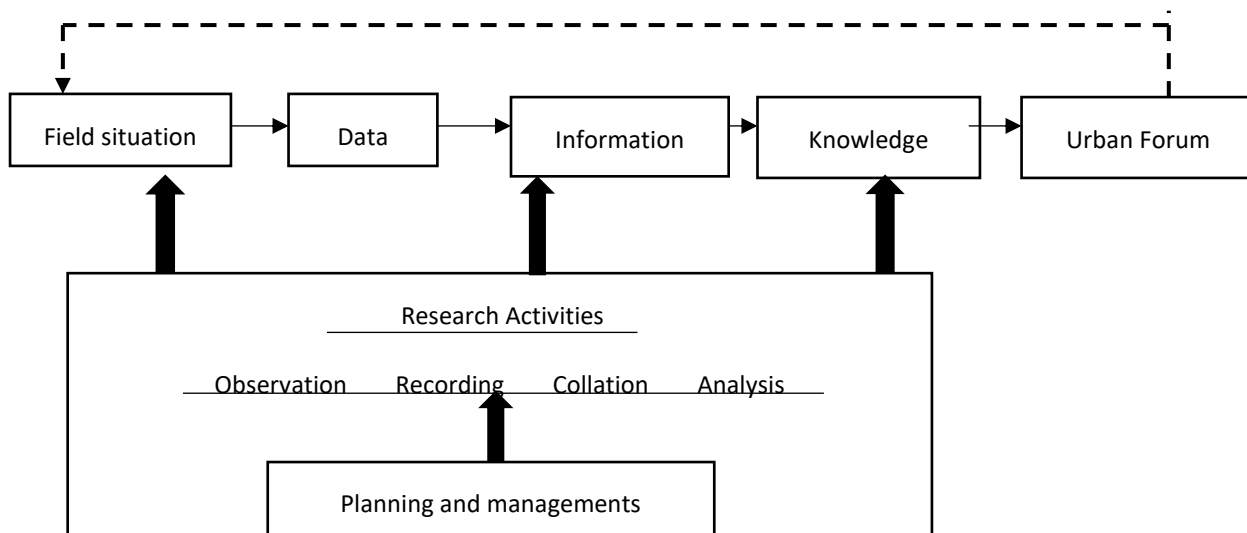 Field situation
Data
Information
Knowledge
Urban Forum
Research Activities
Observation Recording Collation Analysis
Planning and managements